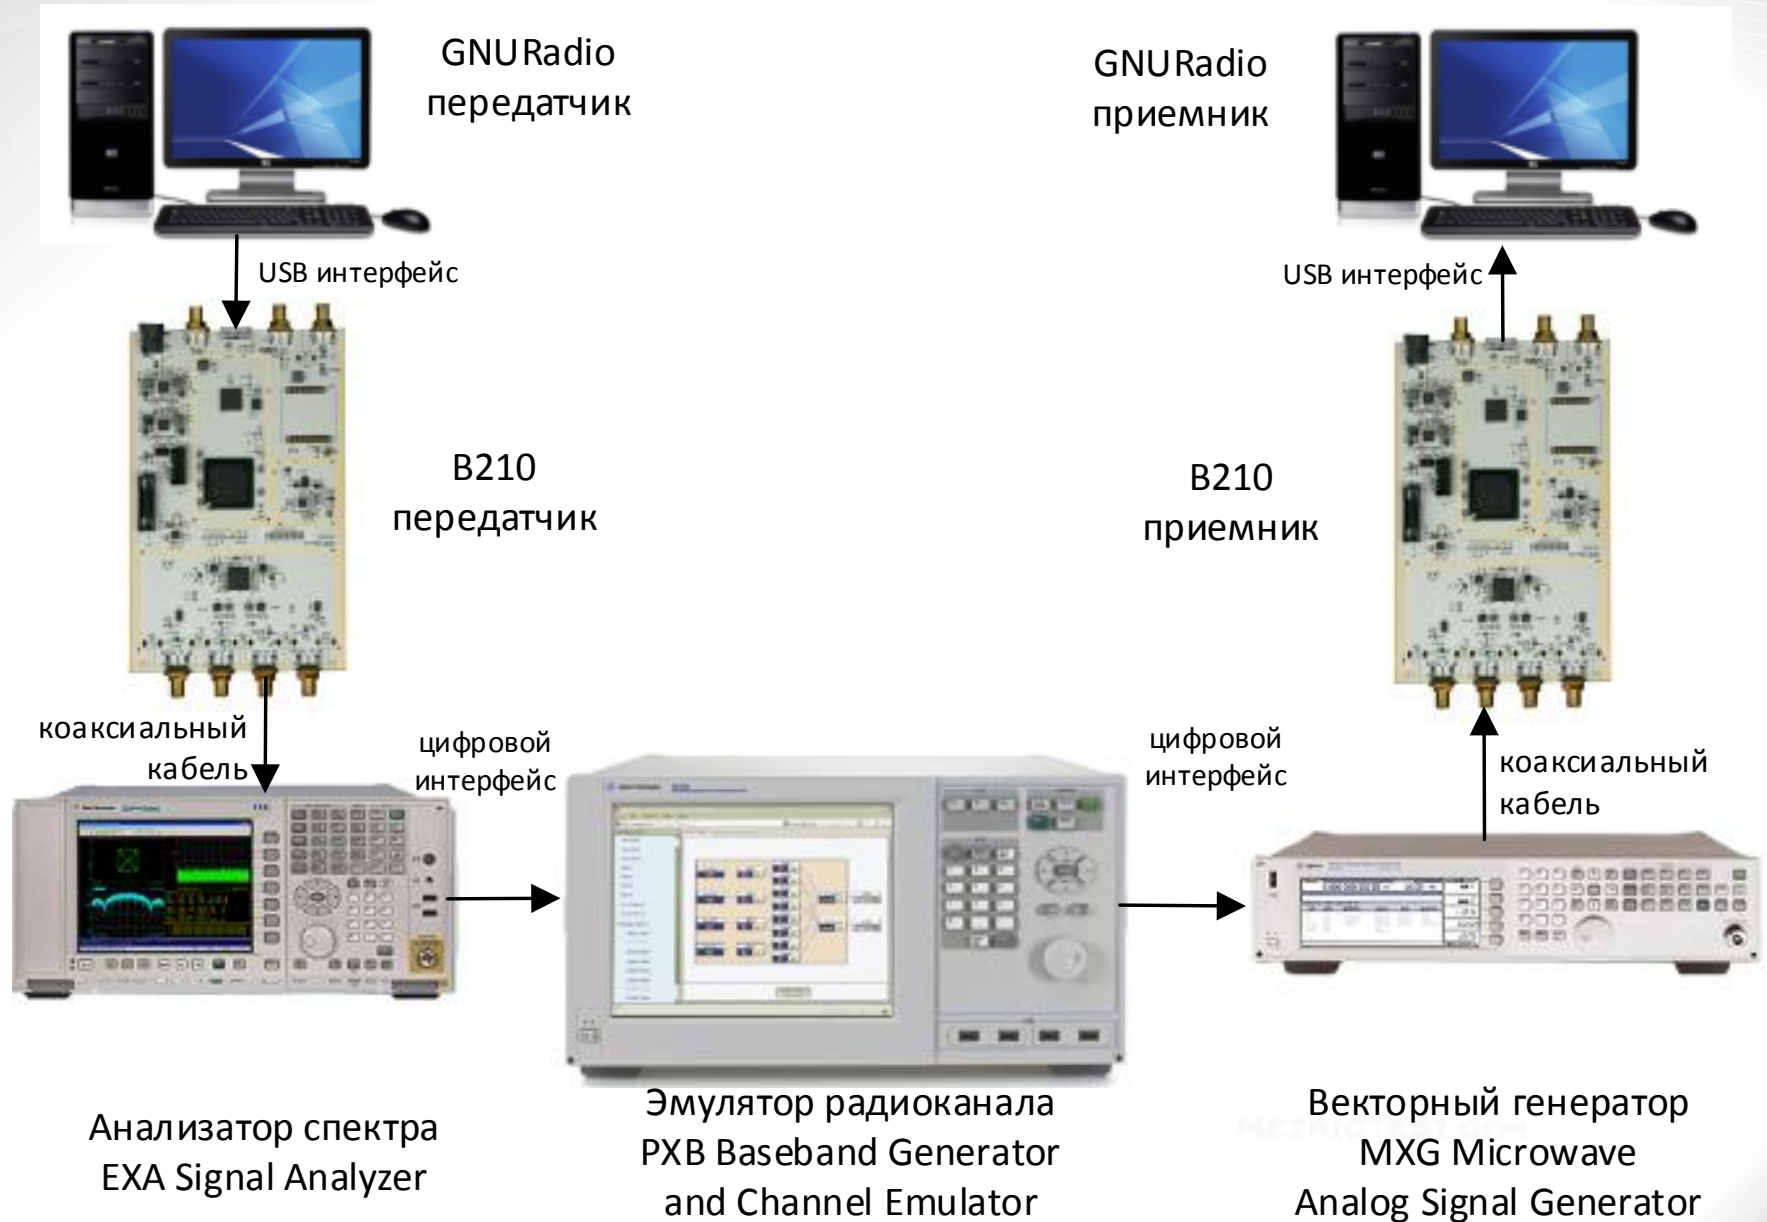 GNURadio
передатчик
GNURadio
приемник
USB интерфейс
USB интерфейс
B210
передатчик
B210
приемник
коаксиальный
кабель
цифровой
интерфейс
цифровой
интерфейс
коаксиальный
кабель
Анализатор спектра
EXA Signal Analyzer
Эмулятор радиоканала
PXB Baseband Generator
and Channel Emulator
Векторный генератор
MXG Microwave
Analog Signal Generator